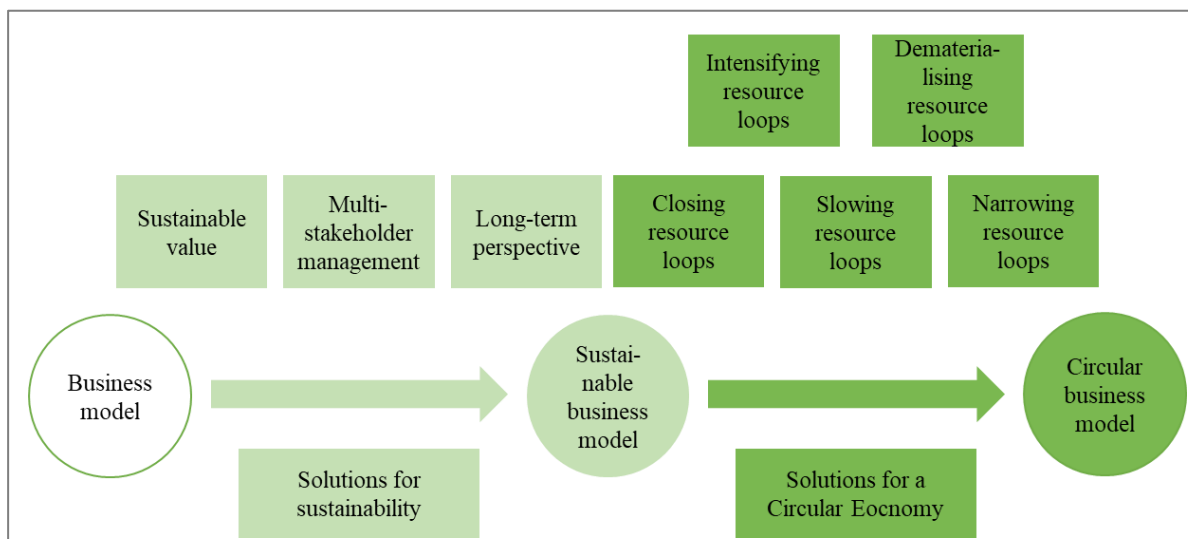 Intensifying
resource
loops
Demateria-
lising
resource
loops
Sustainable
value
Multi-
stakeholder
management
Long-term
perspective
Closing
resource
loops
Slowing
resource
loops
Narrowing
resource
loops
Business
model
Sustai-
nable
business
model
Circular
business
model
Solutions for
sustainability
Solutions for a
Circular Eocnomy